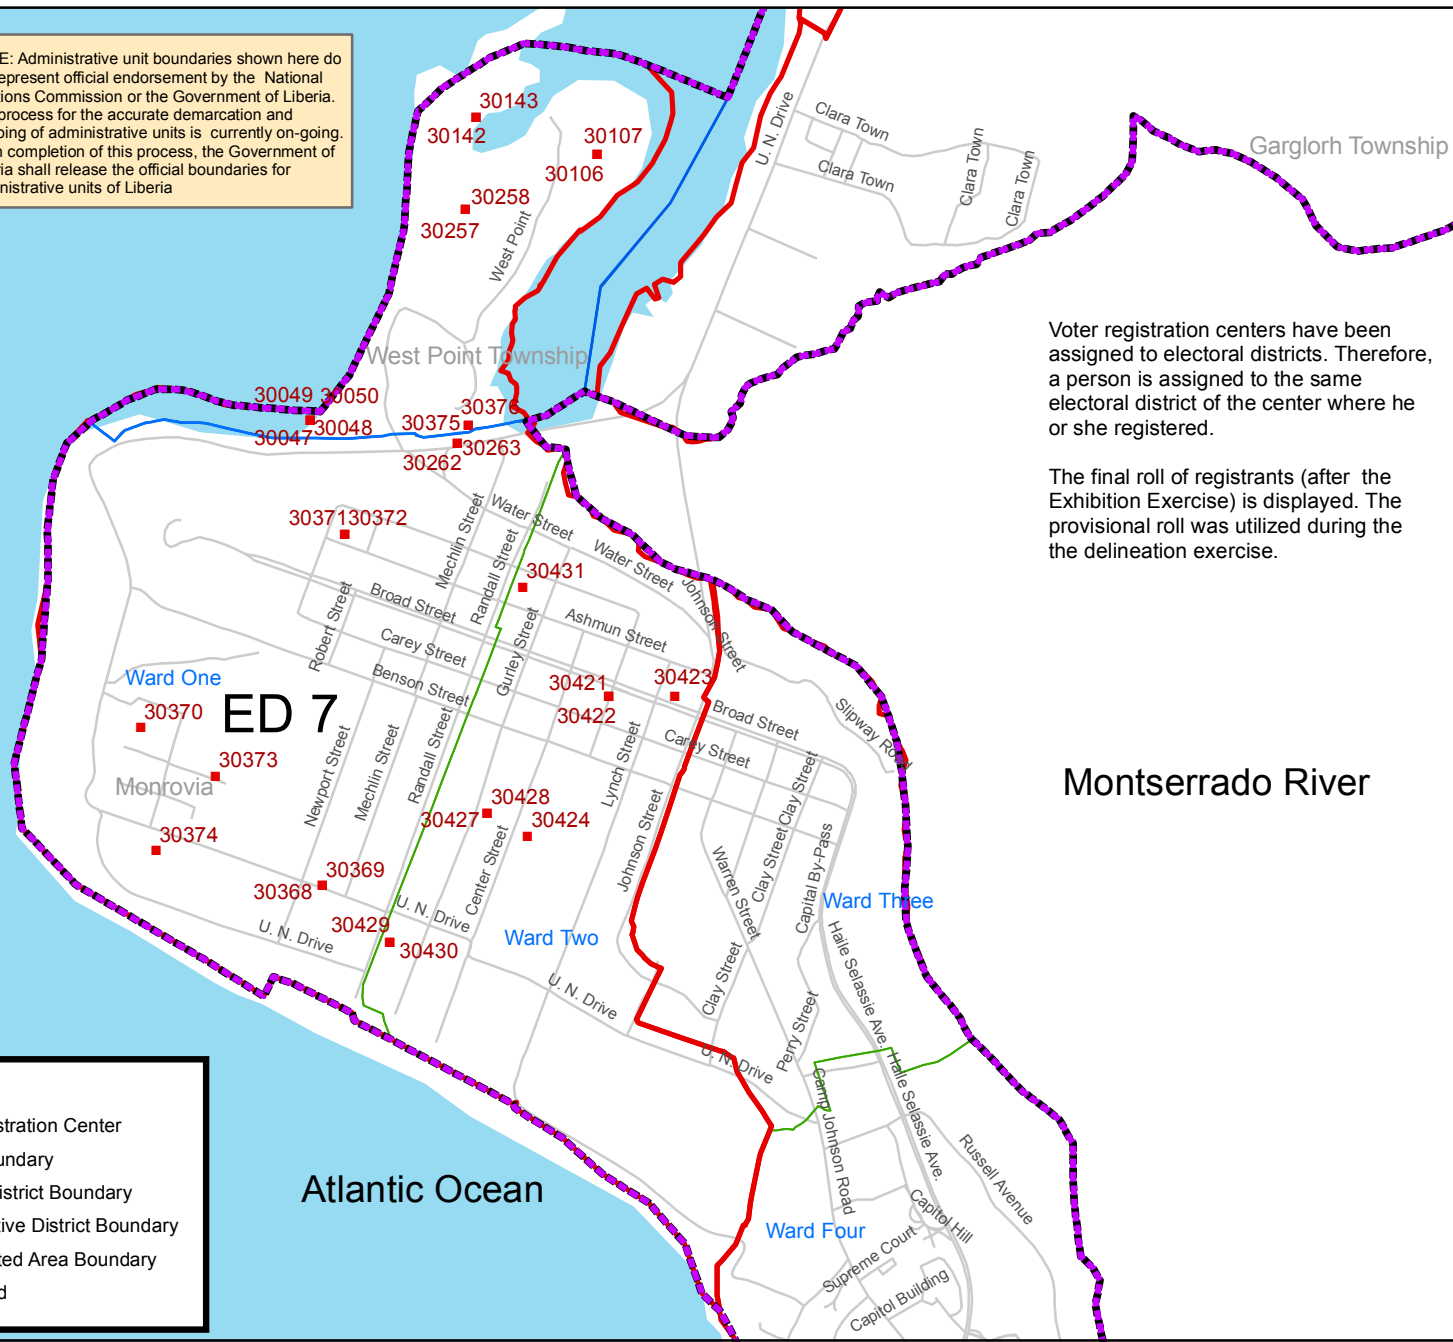 E: Administrative unit boundaries shown here do
epresent official endorsement by the National
tions Commission or the Government of Liberia.
process for the accurate demarcation and
ping of administrative units is currently on-going.
n completion of this process, the Government of
ria shall release the official boundaries for
inistrative units of Liberia
30143
30142
30107
30106
30258
30257
West Point
U. N. Drive
Clara Town
Clara Town
Clara Town
Clara Town
Garglorh Township
West Point Township
Voter registration centers have been
assigned to electoral districts. Therefore,
a person is assigned to the same
electoral district of the center where he
or she registered.
The final roll of registrants (after the
Exhibition Exercise) is displayed. The
provisional roll was utilized during the
the delineation exercise.
30049
30050
30047
30048
30376
30375
30263
30262
30371
30372
Mechlin Street
Water Street
Randall Street
Water Street
30431
Johnson Street
Broad Street
Ashmun Street
Robert Street
Carey Street
Gurley Street
Benson Street
Ward One
ED 7
30370
30421
30422
30423
Broad Street
Slipway Road
Carey Street
30373
Monrovia
Newport Street
Mechlin Street
Randall Street
Lynch Street
Clay Street
Montserrado River
30428
30427
30424
30374
Johnson Street
Clay Street
Capital By-Pass
Warren Street
Center Street
30369
30368
Ward Three
U. N. Drive
U. N. Drive
30429
30430
Ward Two
Haile Selassie Ave.
Clay Street
U. N. Drive
Perry Street
U. N. Drive
Haile Selassie Ave.
Camp Johnson Road
Russell Avenue
Atlantic Ocean
Capitol Hill
Ward Four
Supreme Court
Capitol Building
stration Center
undary
istrict Boundary
tive District Boundary
ted Area Boundary
d